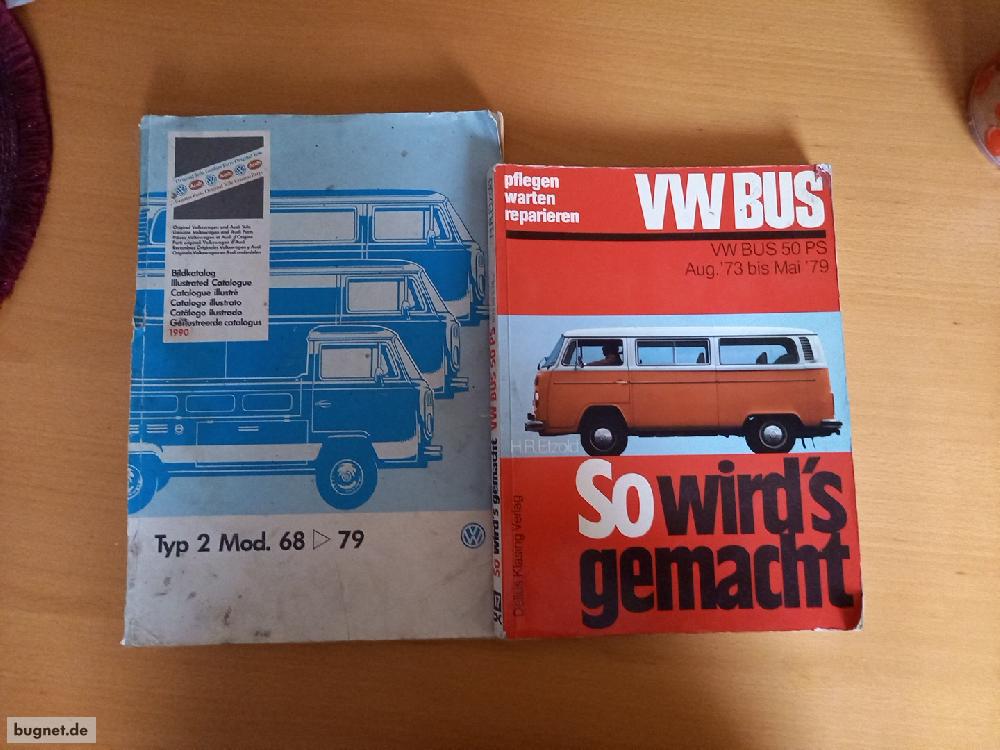 Bildkatalog
Illustrated Catalogue
Catalogue illustré
Catalogo illustrato
Catálogo ilustrado
Geïllustreerde catalogus
1990
Typ 2 Mod. 68 ▷ 79
So wird's gemacht VW BUS 50 PS
pflegen
warten
reparieren
VW BUS
VW BUS 50 PS
Aug.'73 bis Mai '79
H.R.Etzold
So wird's
gemacht
Delius Klasing Verlag
bugnet.de